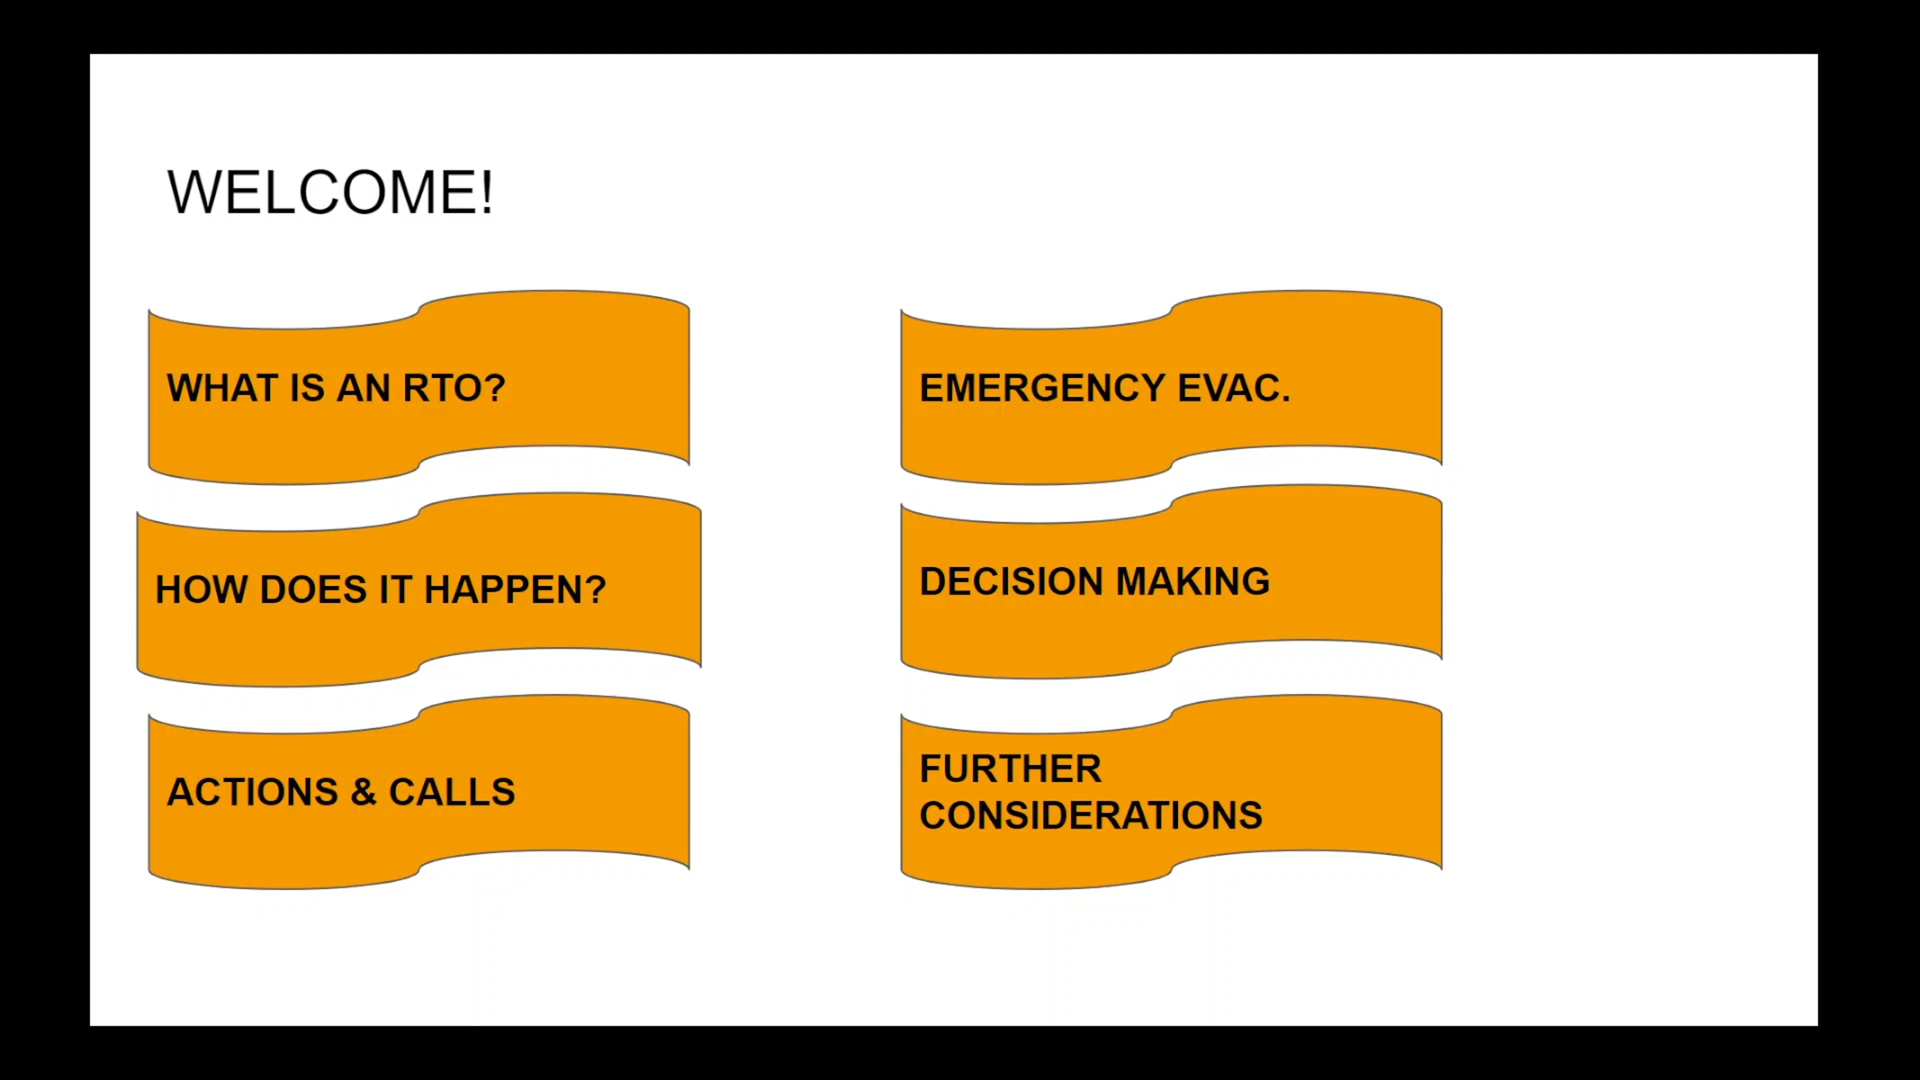 WELCOME!
WHAT IS AN RTO?
HOW DOES IT HAPPEN?
ACTIONS & CALLS
EMERGENCY EVAC.
DECISION MAKING
FURTHER
CONSIDERATIONS